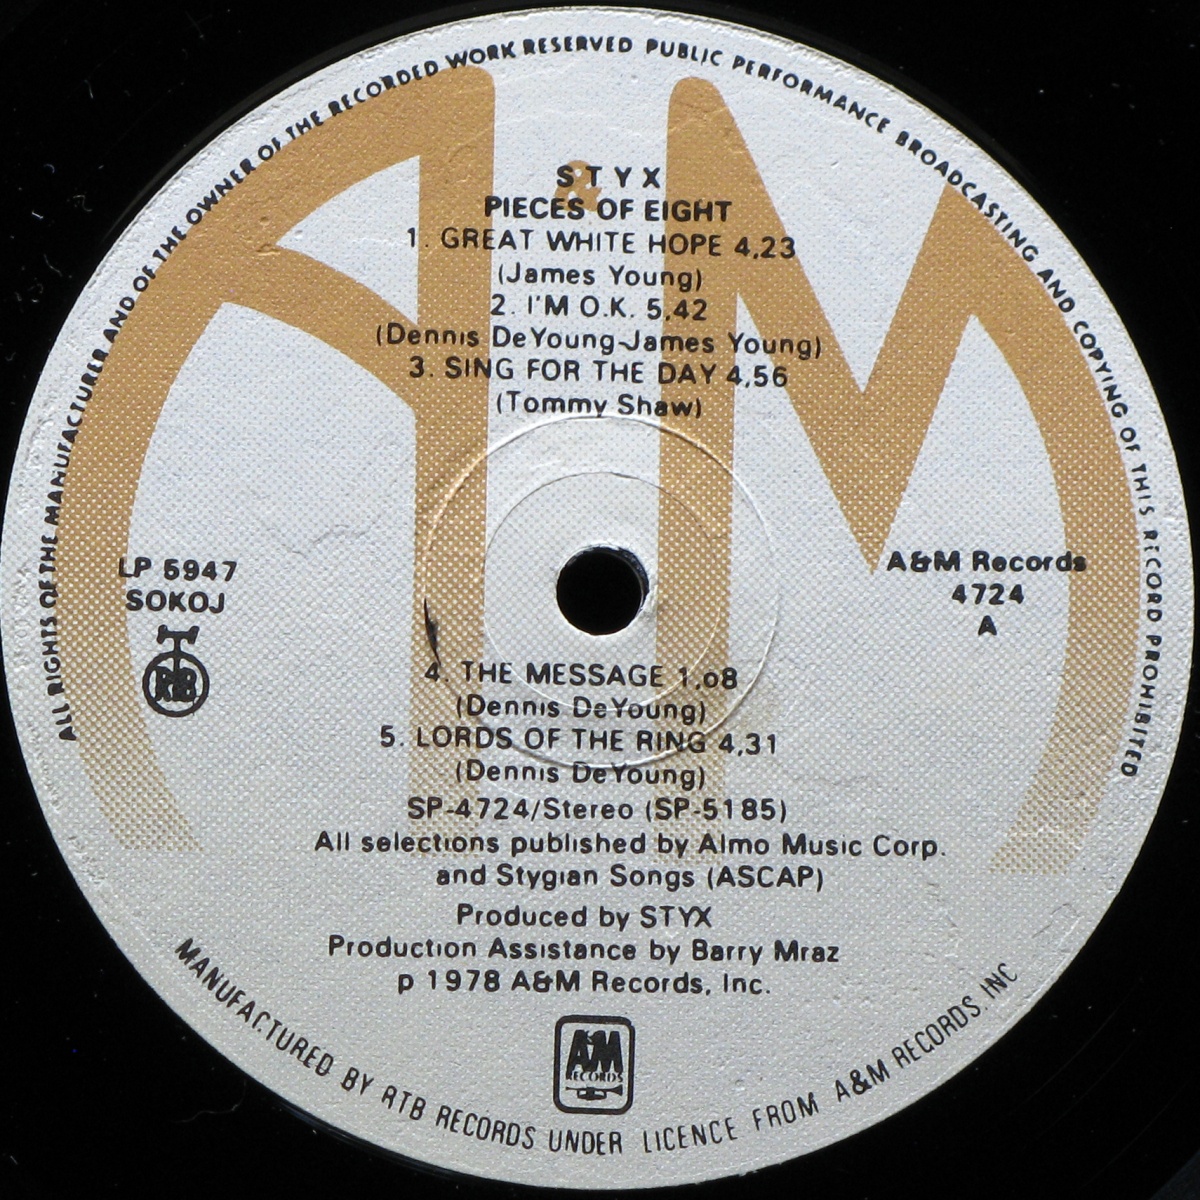 ALL RIGHTS OF THE MANUFACTURER AND OF THE OWNER OF THE RECORDED WORK RESERVED PUBLIC PERFORMANCE BROADCASTING AND COPYING OF THIS RECORD PROHIBITED
&
STYX
PIECES OF EIGHT
1. GREAT WHITE HOPE 4,23
(James Young)
2. I'M O.K. 5,42
(Dennis DeYoung-James Young)
3. SING FOR THE DAY 4,56
(Tommy Shaw)
LP 5947
SOKOJ
RTB
A&M Records
4724
A
4. THE MESSAGE 1,o8
(Dennis DeYoung)
5. LORDS OF THE RING 4,31
(Dennis DeYoung)
SP-4724/Stereo (SP-5185)
All selections published by Almo Music Corp.
and Stygian Songs (ASCAP)
Produced by STYX
Production Assistance by Barry Mraz
p 1978 A&M Records, Inc.
A&M
RECORDS
MANUFACTURED BY RTB RECORDS UNDER LICENCE FROM A&M RECORDS. INC